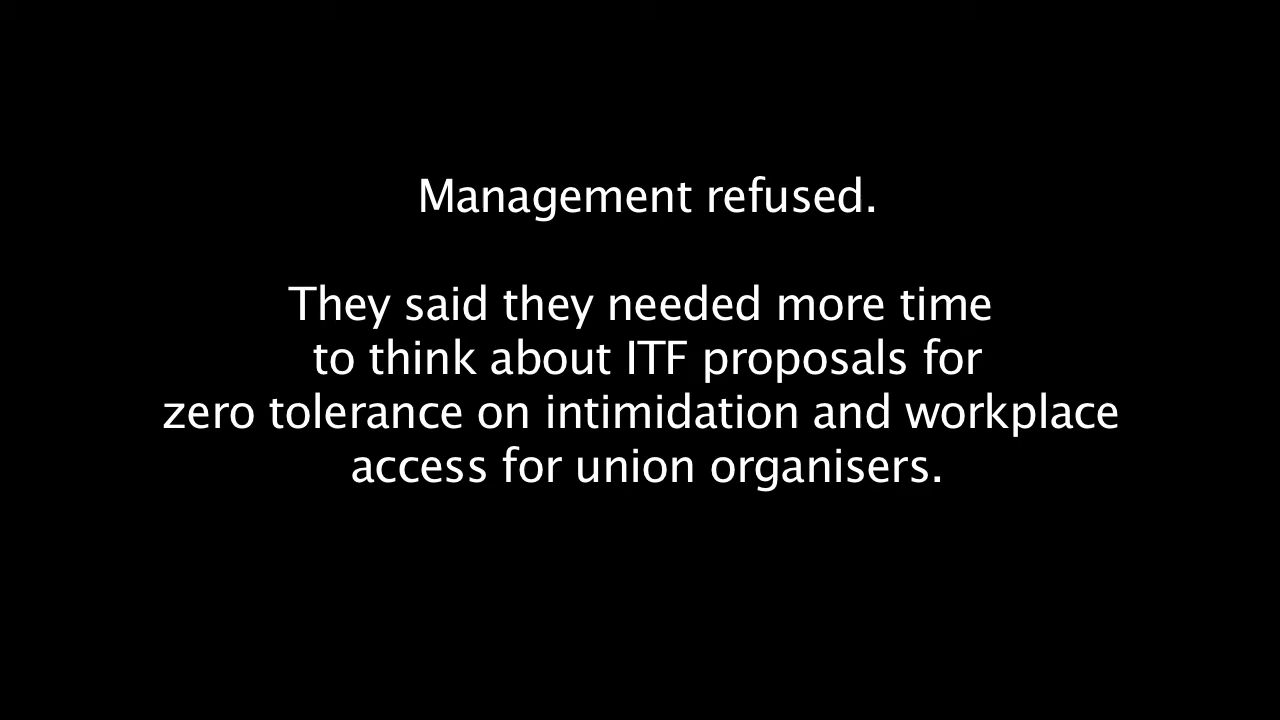 Management refused.
They said they needed more time
to think about ITF proposals for
zero tolerance on intimidation and workplace
access for union organisers.